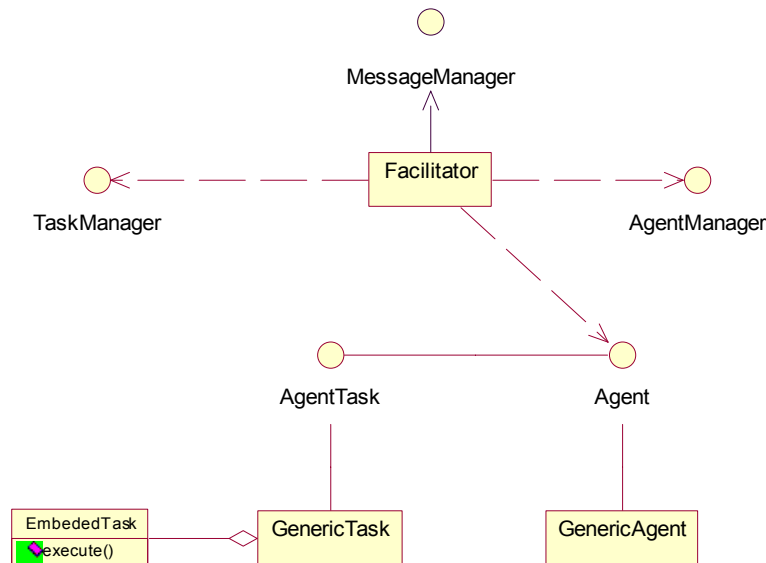 MessageManager
Facilitator
TaskManager
AgentManager
AgentTask
Agent
EmbededTask
GenericTask
GenericAgent
execute()